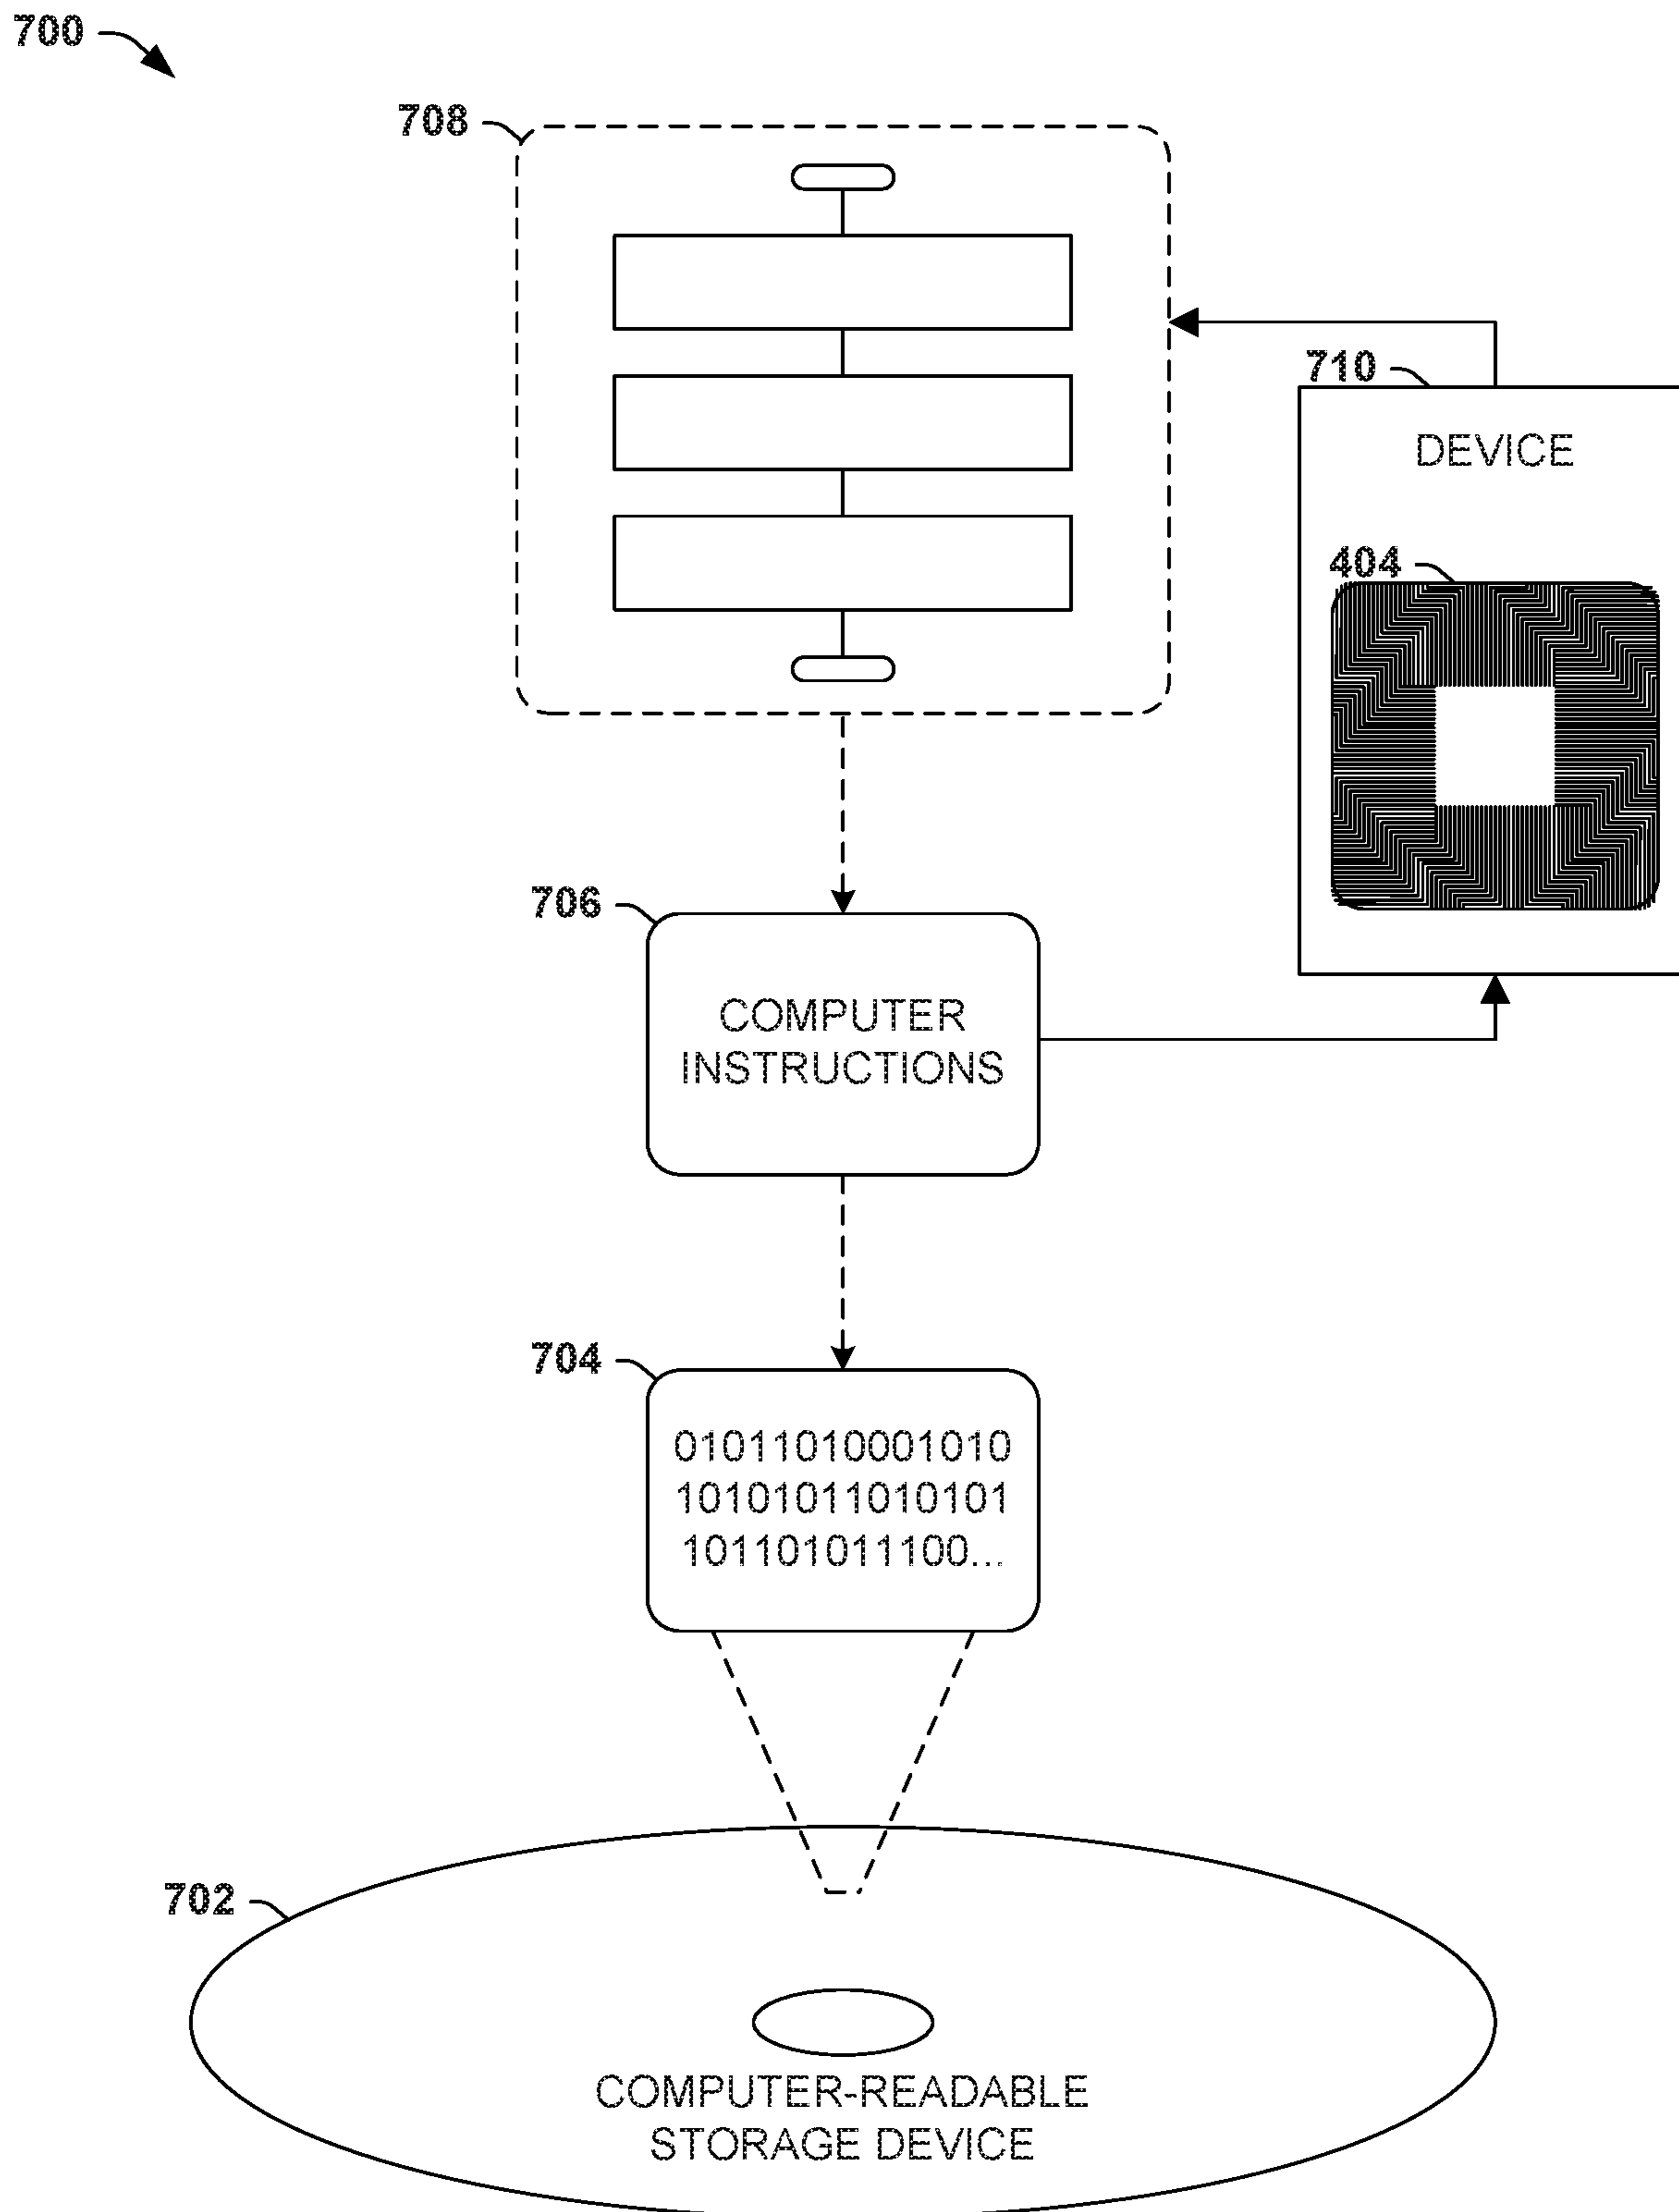 700
708
710
DEVICE
404
706
COMPUTER
INSTRUCTIONS
704
01011010001010
10101011010101
101101011100...
702
COMPUTER-READABLE
STORAGE DEVICE